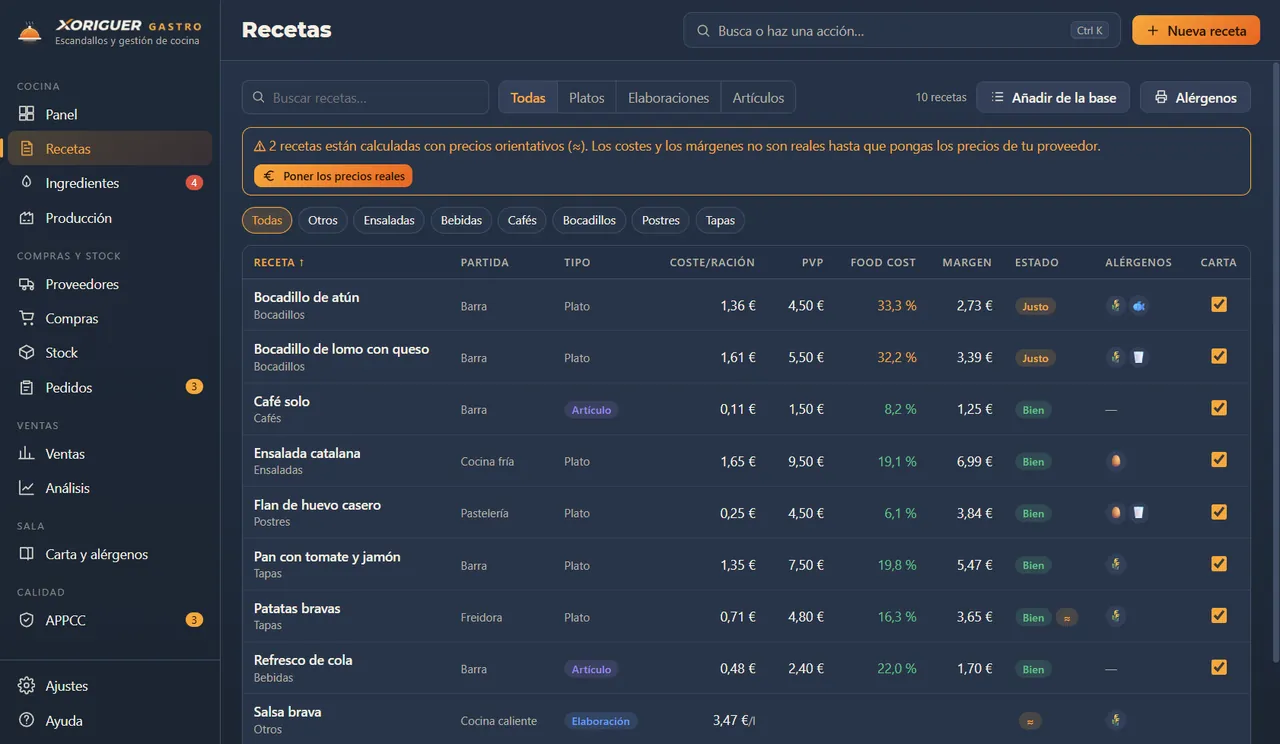 XORIGUER GASTRO
Escandallos y gestión de cocina
COCINA
Panel
Recetas
Ingredientes 4
Producción
COMPRAS Y STOCK
Proveedores
Compras
Stock
Pedidos 3
VENTAS
Ventas
Análisis
SALA
Carta y alérgenos
CALIDAD
APPCC 3
Ajustes
Ayuda
Recetas
Busca o haz una acción... Ctrl K
+ Nueva receta
Buscar recetas...
Todas Platos Elaboraciones Artículos
10 recetas
Añadir de la base
Alérgenos
⚠ 2 recetas están calculadas con precios orientativos (≈). Los costes y los márgenes no son reales hasta que pongas los precios de tu proveedor.
€ Poner los precios reales
Todas Otros Ensaladas Bebidas Cafés Bocadillos Postres Tapas
RECETA ↑ PARTIDA TIPO COSTE/RACIÓN PVP FOOD COST MARGEN ESTADO ALÉRGENOS CARTA
Bocadillo de atún Barra Plato 1,36 € 4,50 € 33,3 % 2,73 € Justo
Bocadillos
Bocadillo de lomo con queso Barra Plato 1,61 € 5,50 € 32,2 % 3,39 € Justo
Bocadillos
Café solo Barra Artículo 0,11 € 1,50 € 8,2 % 1,25 € Bien —
Cafés
Ensalada catalana Cocina fría Plato 1,65 € 9,50 € 19,1 % 6,99 € Bien
Ensaladas
Flan de huevo casero Pastelería Plato 0,25 € 4,50 € 6,1 % 3,84 € Bien
Postres
Pan con tomate y jamón Barra Plato 1,35 € 7,50 € 19,8 % 5,47 € Bien
Tapas
Patatas bravas Freidora Plato 0,71 € 4,80 € 16,3 % 3,65 € Bien ≈
Tapas
Refresco de cola Barra Artículo 0,48 € 2,40 € 22,0 % 1,70 € Bien —
Bebidas
Salsa brava Cocina caliente Elaboración 3,47 €/l ≈
Otros